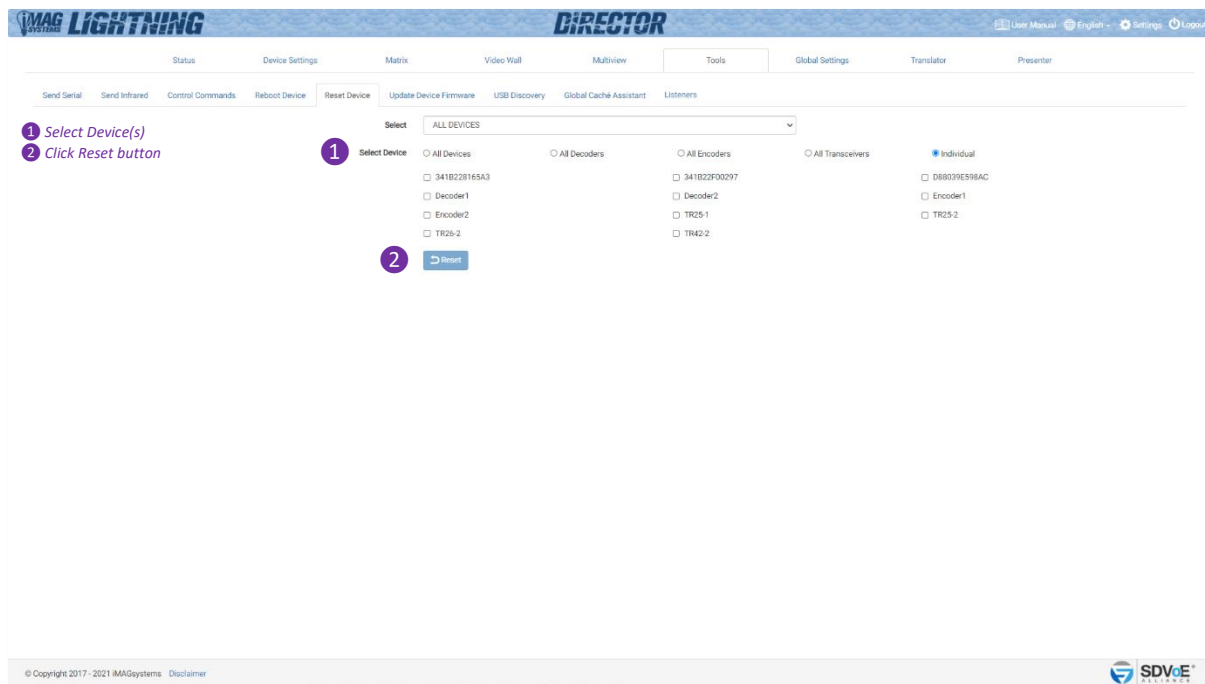 iMAG SYSTEMS LIGHTNING DIRECTOR User Manual English Settings Logout
Status Device Settings Matrix Video Wall Multiview Tools Global Settings Translator Presenter
Send Serial Send Infrared Control Commands Reboot Device Reset Device Update Device Firmware USB Discovery Global Caché Assistant Listeners
1 Select Device(s)
2 Click Reset button
Select ALL DEVICES
1 Select Device All Devices All Decoders All Encoders All Transceivers Individual
341B228165A3 341B22F00297 D88039E598AC
Decoder1 Decoder2 Encoder1
Encoder2 TR25-1 TR25-2
TR26-2 TR42-2
2 Reset
© Copyright 2017 - 2021 iMAGsystems Disclaimer SDVoE
ALLIANCE